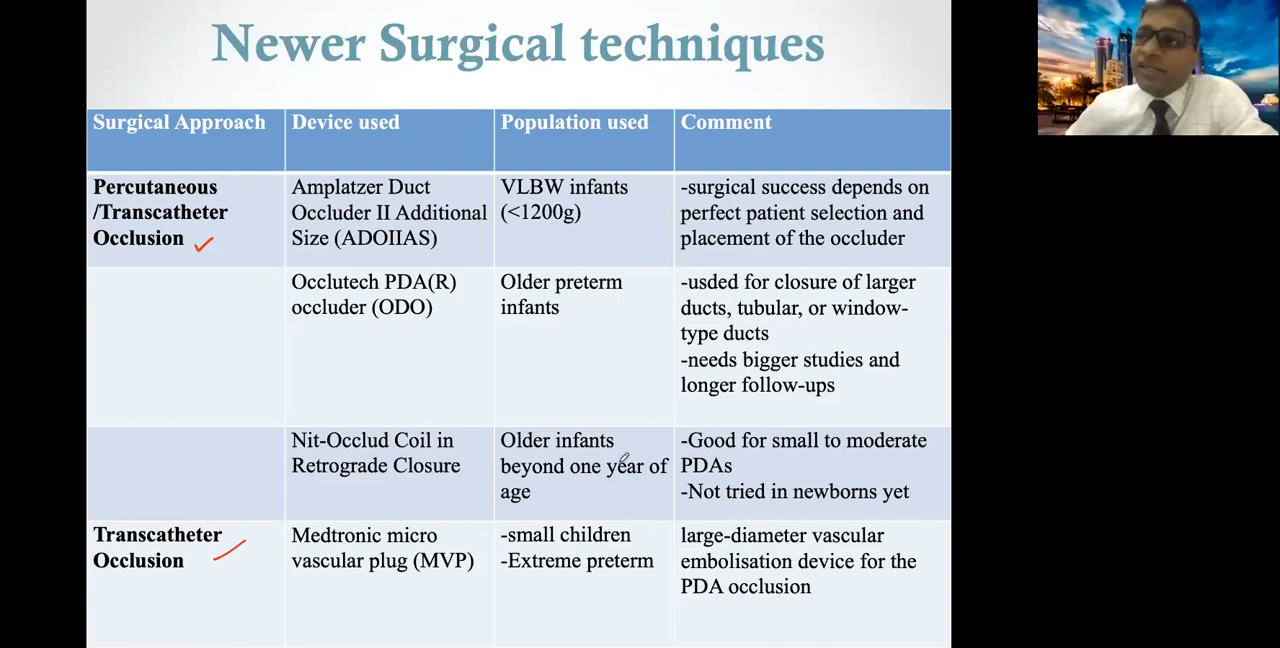 Newer Surgical techniques
Surgical Approach
Device used
Population used
Comment
Percutaneous
/Transcatheter
Occlusion
Amplatzer Duct
Occluder II Additional
Size (ADOIIAS)
VLBW infants
(<1200g)
-surgical success depends on
perfect patient selection and
placement of the occluder
Occlutech PDA(R)
occluder (ODO)
Older preterm
infants
-usded for closure of larger
ducts, tubular, or window-
type ducts
-needs bigger studies and
longer follow-ups
Nit-Occlud Coil in
Retrograde Closure
Older infants
beyond one year of
age
-Good for small to moderate
PDAs
-Not tried in newborns yet
Transcatheter
Occlusion
Medtronic micro
vascular plug (MVP)
-small children
-Extreme preterm
large-diameter vascular
embolisation device for the
PDA occlusion